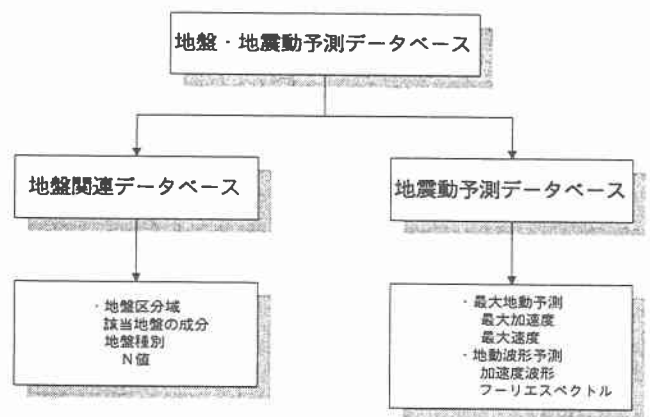 地盤・地震動予測データベース
地盤関連データベース
地震動予測データベース
・地盤区分域
該当地盤の成分
地盤種別
N値
・最大地動予測
最大加速度
最大速度
・地動波形予測
加速度波形
フーリエスペクトル